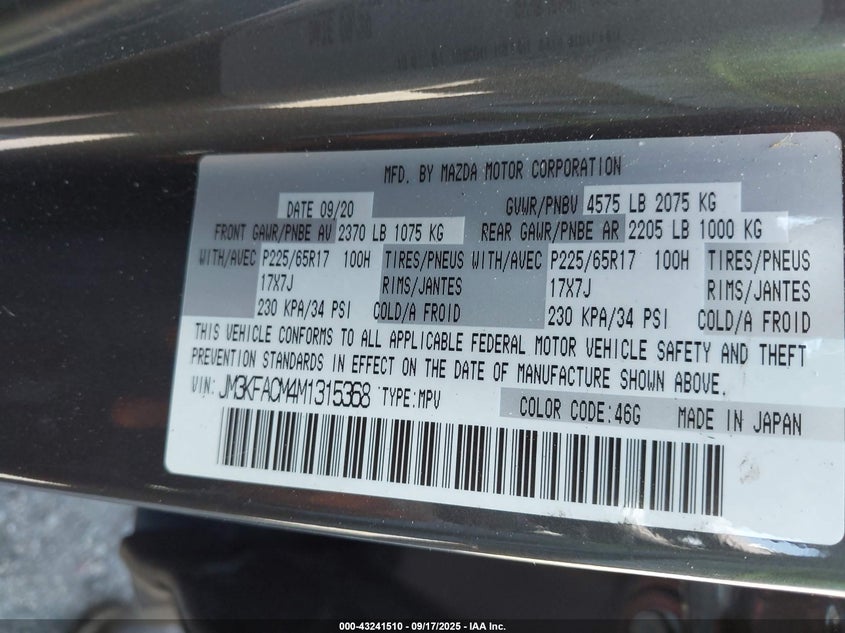 MFD. BY MAZDA MOTOR CORPORATION
DATE 09/20 GVWR/PNBV 4575 LB 2075 KG
FRONT GAWR/PNBE AV 2370 LB 1075 KG REAR GAWR/PNBE AR 2205 LB 1000 KG
WITH/AVEC P225/65R17 100H TIRES/PNEUS WITH/AVEC P225/65R17 100H TIRES/PNEUS
17X7J RIMS/JANTES 17X7J RIMS/JANTES
230 KPA/34 PSI COLD/A FROID 230 KPA/34 PSI COLD/A FROID
THIS VEHICLE CONFORMS TO ALL APPLICABLE FEDERAL MOTOR VEHICLE SAFETY AND THEFT
PREVENTION STANDARDS IN EFFECT ON THE DATE OF MANUFACTURE SHOWN ABOVE.
VIN: JM3KFACM4M1315368 TYPE:MPV
COLOR CODE:46G MADE IN JAPAN
000-43241510 - 09/17/2025 - IAA Inc.